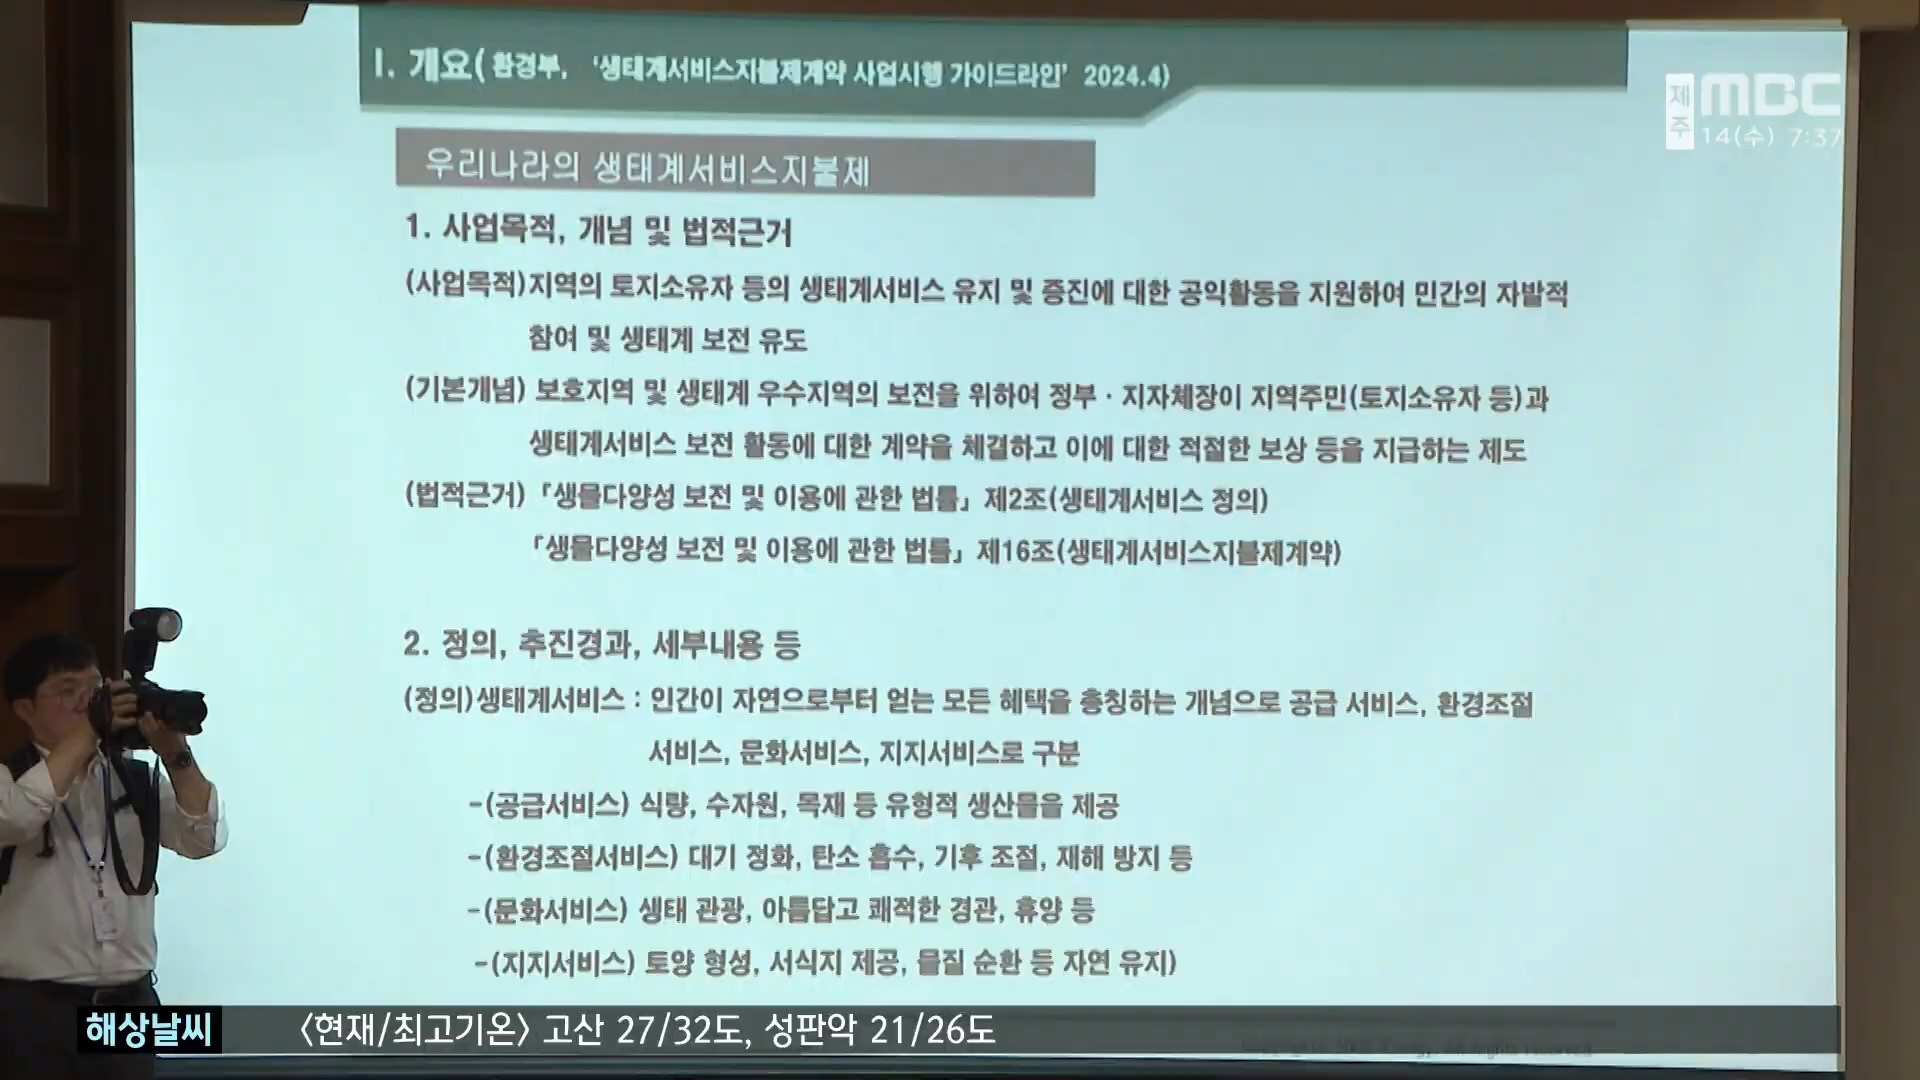 Ⅰ. 개요( 환경부, '생태계서비스지불제계약 사업시행 가이드라인' 2024.4)
제주 MBC
14(수) 7:37
우리나라의 생태계서비스지불제
1. 사업목적, 개념 및 법적근거
(사업목적)지역의 토지소유자 등의 생태계서비스 유지 및 증진에 대한 공익활동을 지원하여 민간의 자발적
참여 및 생태계 보전 유도
(기본개념) 보호지역 및 생태계 우수지역의 보전을 위하여 정부·지자체장이 지역주민(토지소유자 등)과
생태계서비스 보전 활동에 대한 계약을 체결하고 이에 대한 적절한 보상 등을 지급하는 제도
(법적근거) 「생물다양성 보전 및 이용에 관한 법률」 제2조(생태계서비스 정의)
「생물다양성 보전 및 이용에 관한 법률」 제16조(생태계서비스지불제계약)
2. 정의, 추진경과, 세부내용 등
(정의)생태계서비스 : 인간이 자연으로부터 얻는 모든 혜택을 총칭하는 개념으로 공급 서비스, 환경조절
서비스, 문화서비스, 지지서비스로 구분
-(공급서비스) 식량, 수자원, 목재 등 유형적 생산물을 제공
-(환경조절서비스) 대기 정화, 탄소 흡수, 기후 조절, 재해 방지 등
-(문화서비스) 생태 관광, 아름답고 쾌적한 경관, 휴양 등
-(지지서비스) 토양 형성, 서식지 제공, 물질 순환 등 자연 유지)
해상날씨 〈현재/최고기온〉 고산 27/32도, 성판악 21/26도